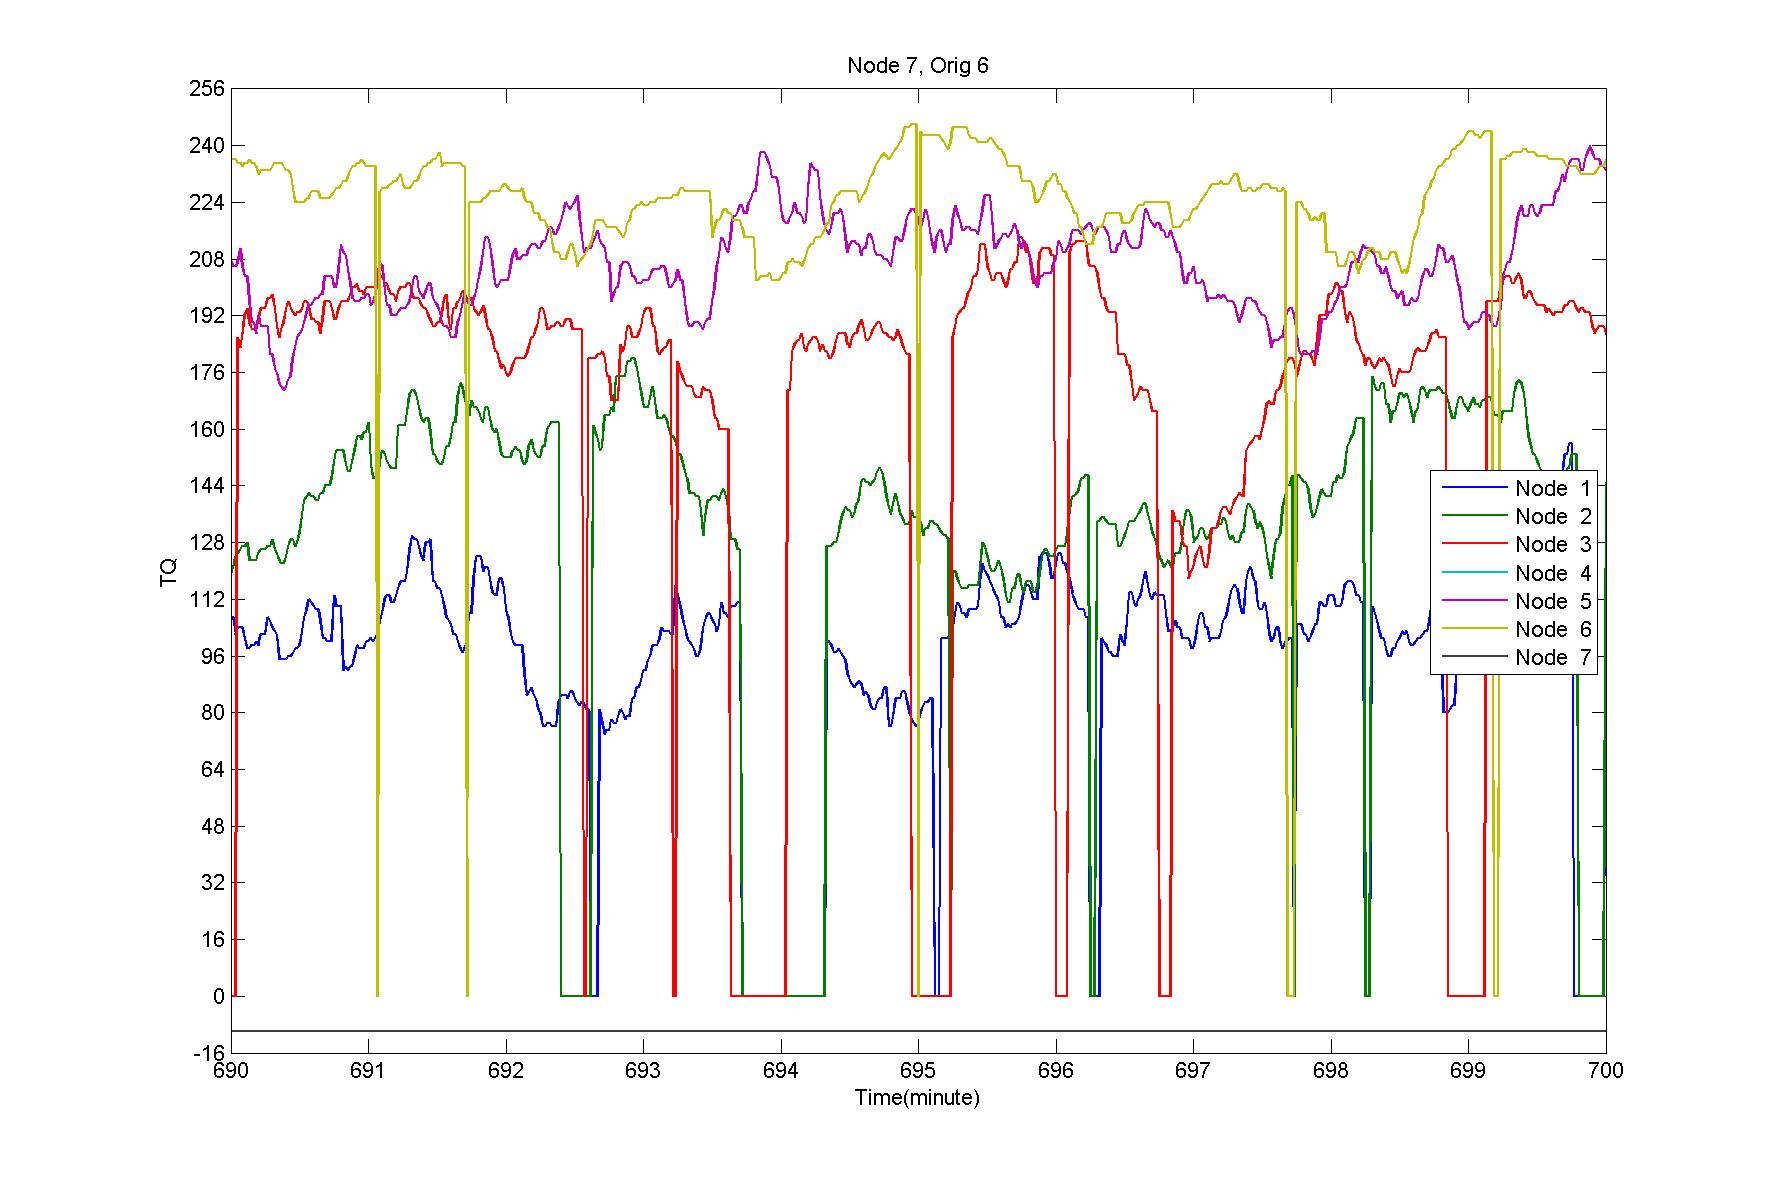 Node 7, Orig 6
256
240
224
208
192
176
160
144
128
112
96
80
64
48
32
16
0
-16
TQ
Node 1
Node 2
Node 3
Node 4
Node 5
Node 6
Node 7
690 691 692 693 694 695 696 697 698 699 700
Time(minute)